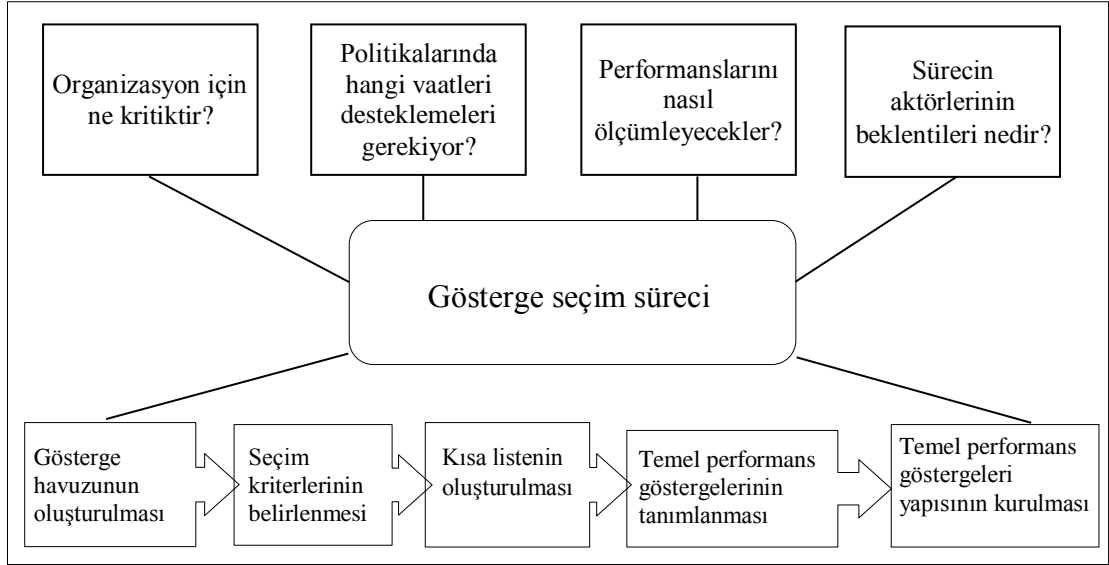 Organizasyon için
ne kritiktir?
Politikalarında
hangi vaatleri
desteklemeleri
gerekiyor?
Performanslarını
nasıl
ölçümleyecekler?
Sürecin
aktörlerinin
beklentileri nedir?
Gösterge seçim süreci
Gösterge
havuzunun
oluşturulması
Seçim
kriterlerinin
belirlenmesi
Kısa listenin
oluşturulması
Temel performans
göstergelerinin
tanımlanması
Temel performans
göstergeleri
yapısının kurulması